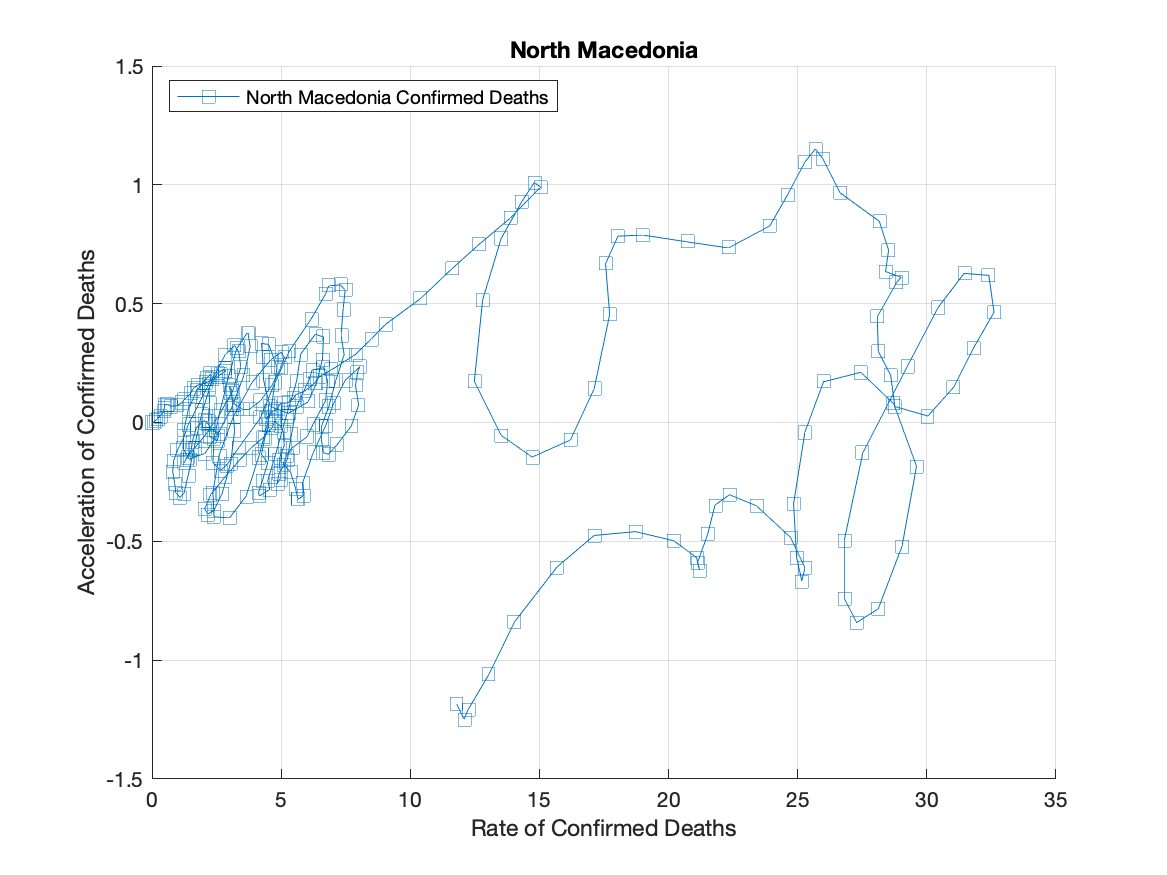 North Macedonia
North Macedonia Confirmed Deaths
1.5
1
0.5
0
-0.5
-1
-1.5
Acceleration of Confirmed Deaths
0 5 10 15 20 25 30 35
Rate of Confirmed Deaths